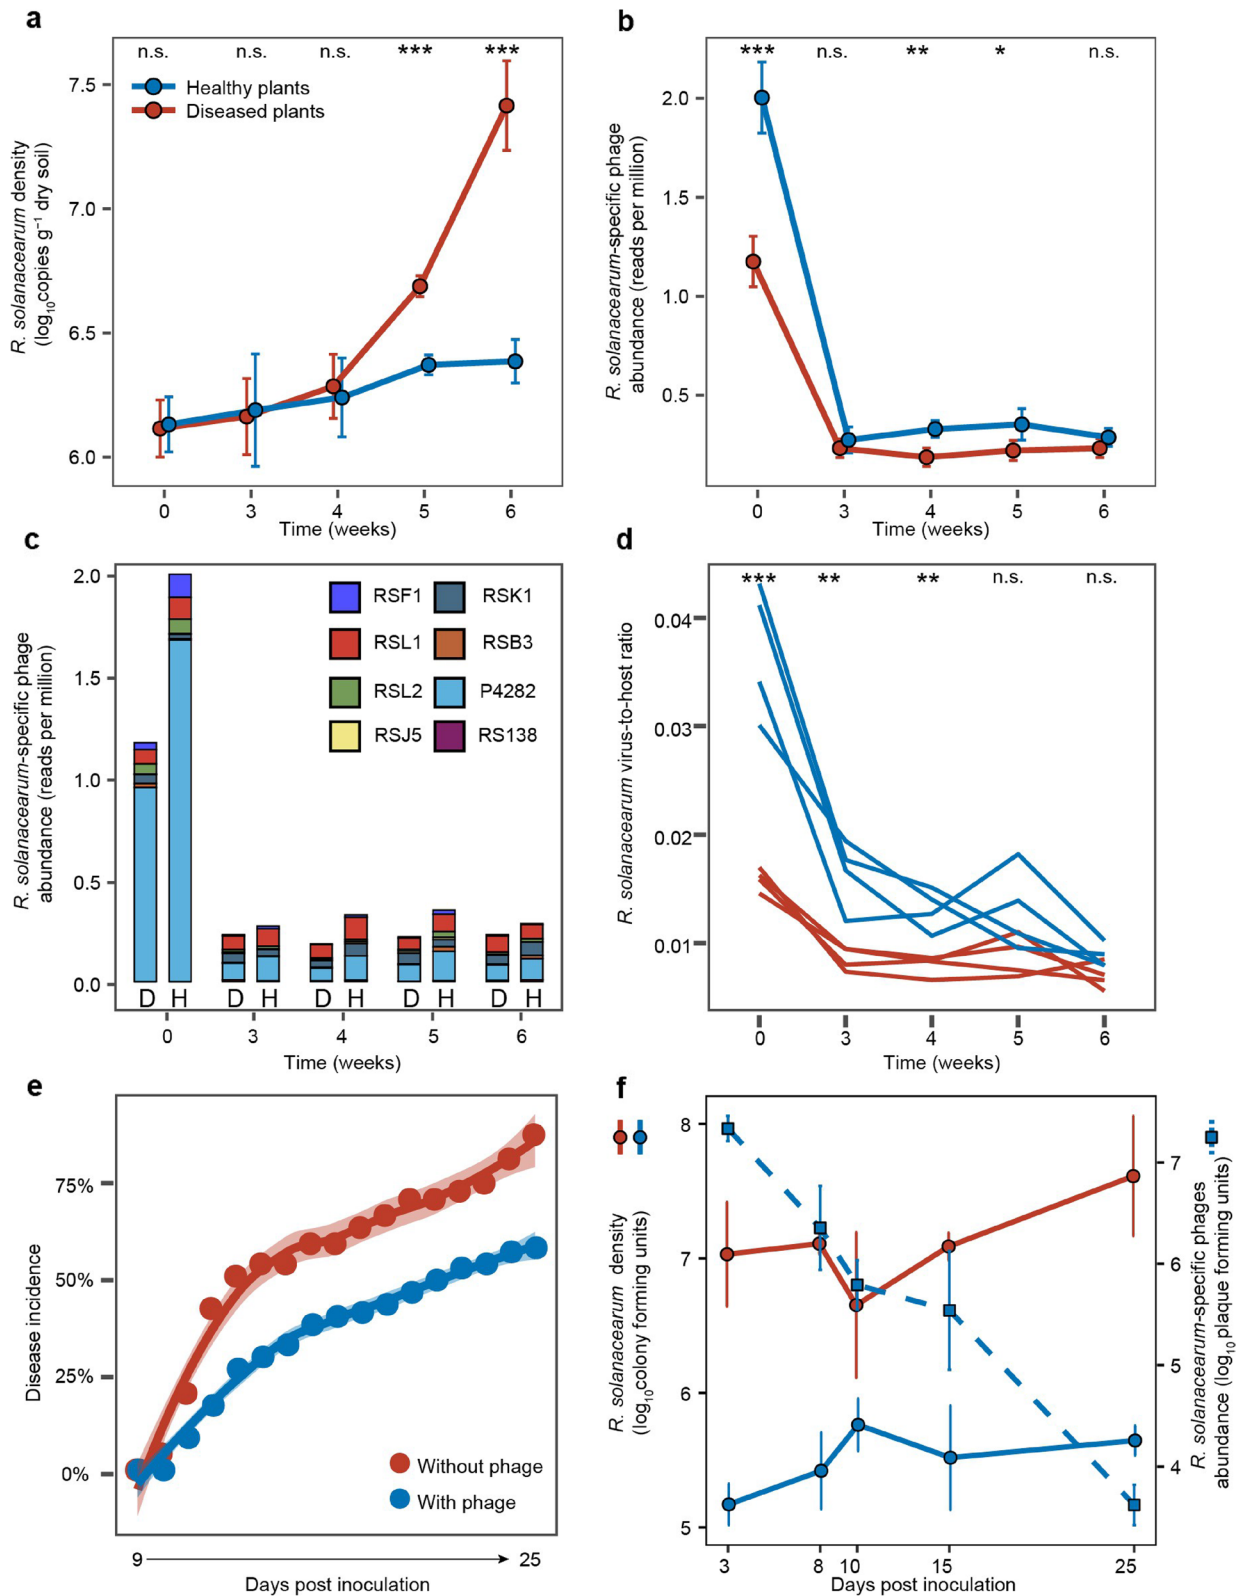 a
n.s. n.s. n.s. *** ***
Healthy plants
Diseased plants
7.5
7.0
6.5
6.0
R. solanacearum density
(log₁₀copies g⁻¹ dry soil)
0 3 4 5 6
Time (weeks)
b
*** n.s. ** * n.s.
2.0
1.5
1.0
0.5
R. solanacearum-specific phage
abundance (reads per million)
0 3 4 5 6
Time (weeks)
c
2.0
1.5
1.0
0.5
0.0
R. solanacearum-specific phage
abundance (reads per million)
RSF1 RSK1
RSL1 RSB3
RSL2 P4282
RSJ5 RS138
D H D H D H D H D H
0 3 4 5 6
Time (weeks)
d
*** ** ** n.s. n.s.
0.04
0.03
0.02
0.01
R. solanacearum virus-to-host ratio
0 3 4 5 6
Time (weeks)
e
75%
50%
25%
0%
Disease incidence
Without phage
With phage
9 25
Days post inoculation
f
8
7
6
5
R. solanacearum density
(log₁₀colony forming units)
7
6
5
4
R. solanacearum-specific phages
abundance (log₁₀ plaque forming units)
3 8 10 15 25
Days post inoculation